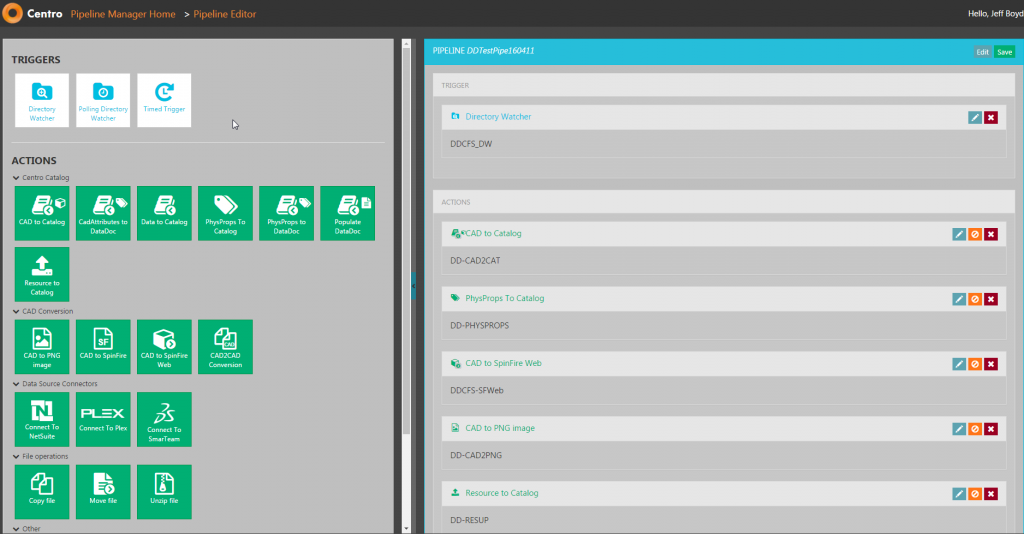 Centro Pipeline Manager Home > Pipeline Editor
Hello, Jeff Boyd
TRIGGERS
Directory
Watcher
Polling Directory
Watcher
Timed Trigger
ACTIONS
Centro Catalog
CAD to Catalog
CadAttributes to
DataDoc
Data to Catalog
PhysProps To
Catalog
PhysProps to
DataDoc
Populate
DataDoc
Resource to
Catalog
CAD Conversion
CAD to PNG
image
SF
CAD to SpinFire
CAD to SpinFire
Web
CAD
CAD2CAD
Conversion
Data Source Connectors
N
Connect To
NetSuite
PLEX
Connect To Plex
Connect To
SmarTeam
File operations
Copy file
Move file
Unzip file
Other
PIPELINE DDTestPipe160411
Edit
Save
TRIGGER
Directory Watcher
DDCFS_DW
ACTIONS
CAD to Catalog
DD-CAD2CAT
PhysProps To Catalog
DD-PHYSPROPS
CAD to SpinFire Web
DDCFS-SFWeb
CAD to PNG image
DD-CAD2PNG
Resource to Catalog
DD-RESUP